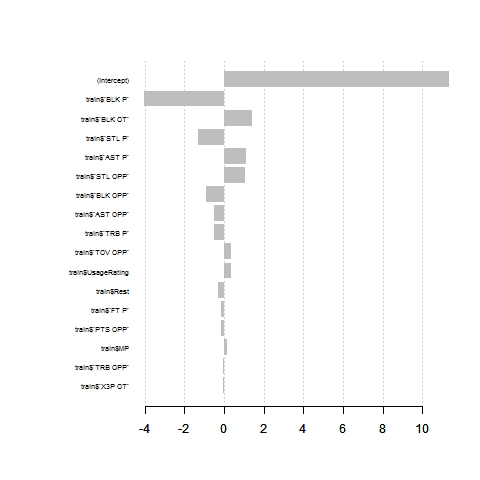 (Intercept)
train$`BLK P`
train$`BLK OT`
train$`STL P`
train$`AST P`
train$`STL OPP`
train$`BLK OPP`
train$`AST OPP`
train$`TRB P`
train$`TOV OPP`
train$UsageRating
train$Rest
train$`FT P`
train$`PTS OPP`
train$MP
train$`TRB OPP`
train$`X3P OT`
-4 -2 0 2 4 6 8 10